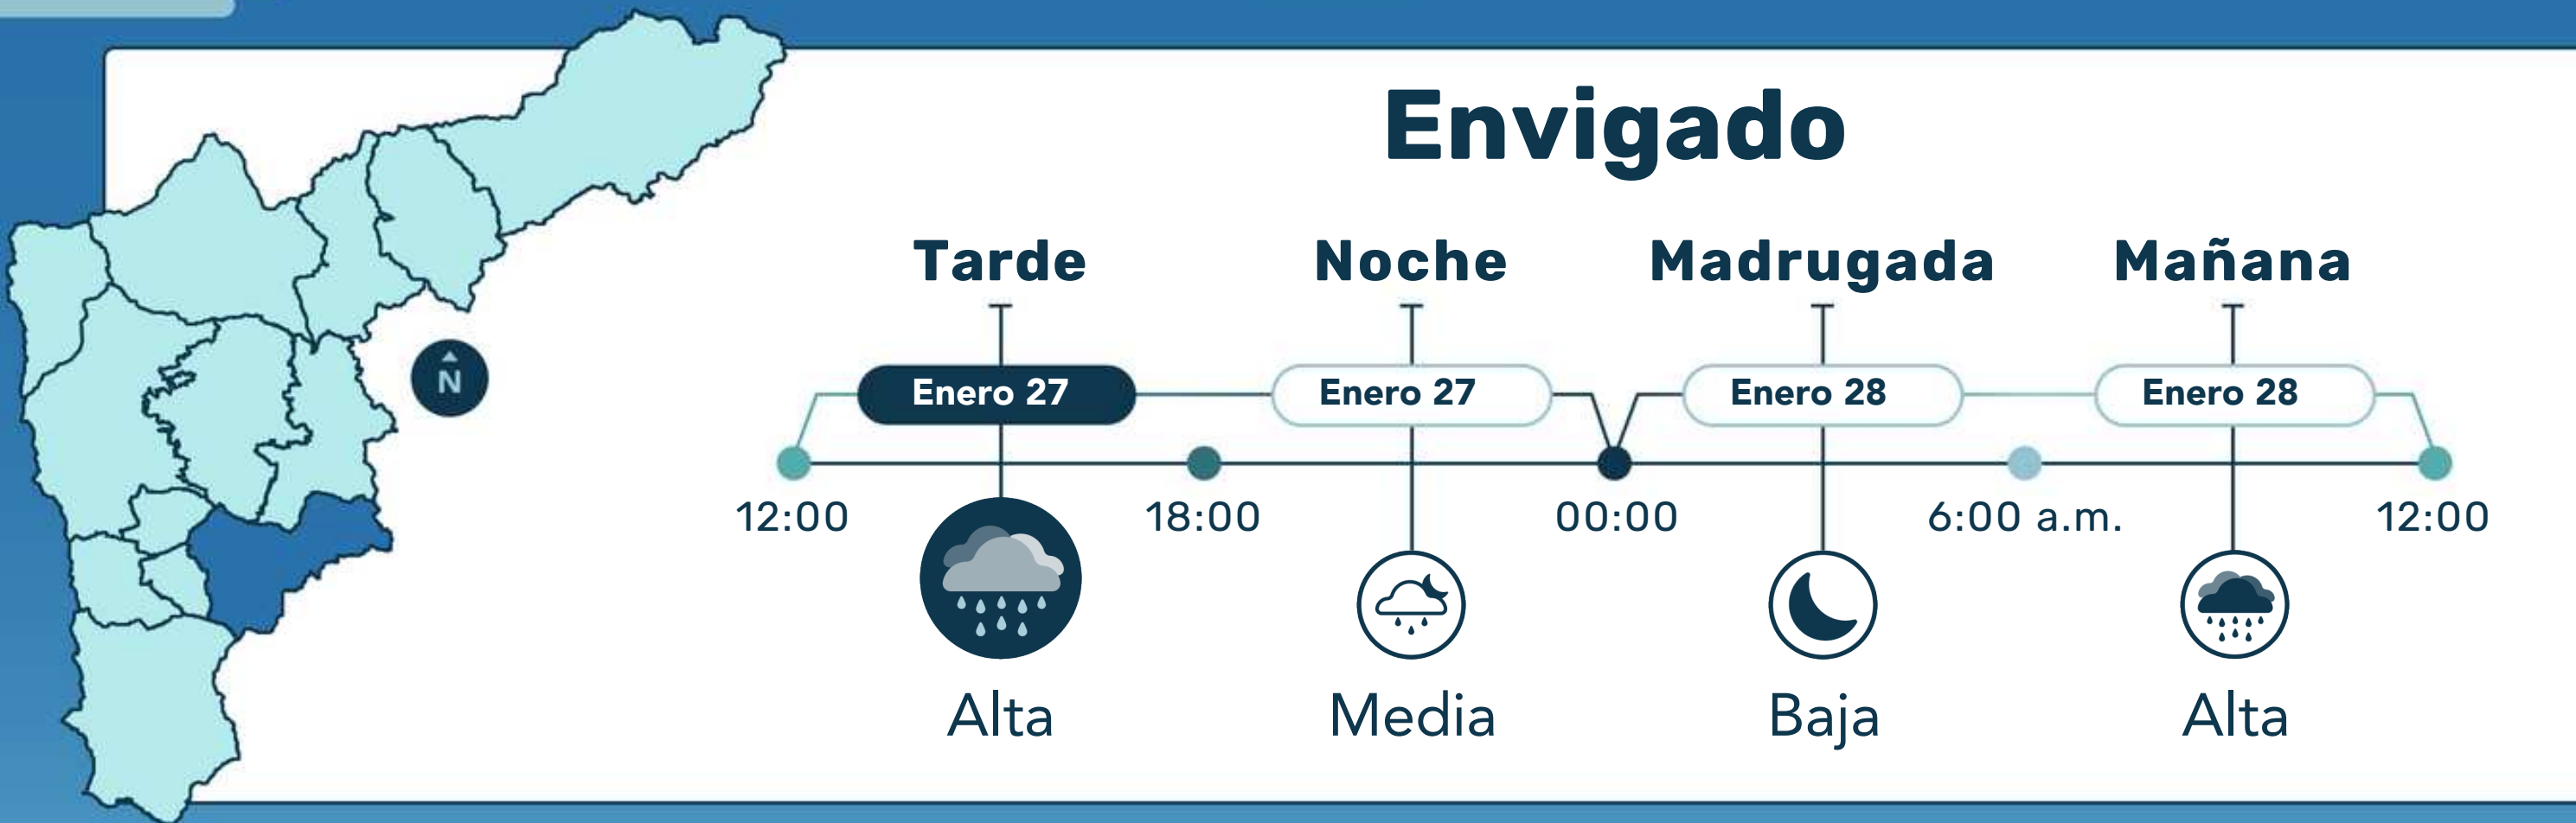 Envigado
Tarde Noche Madrugada Mañana
Enero 27 Enero 27 Enero 28 Enero 28
N
12:00 18:00 00:00 6:00 a.m. 12:00
Alta Media Baja Alta